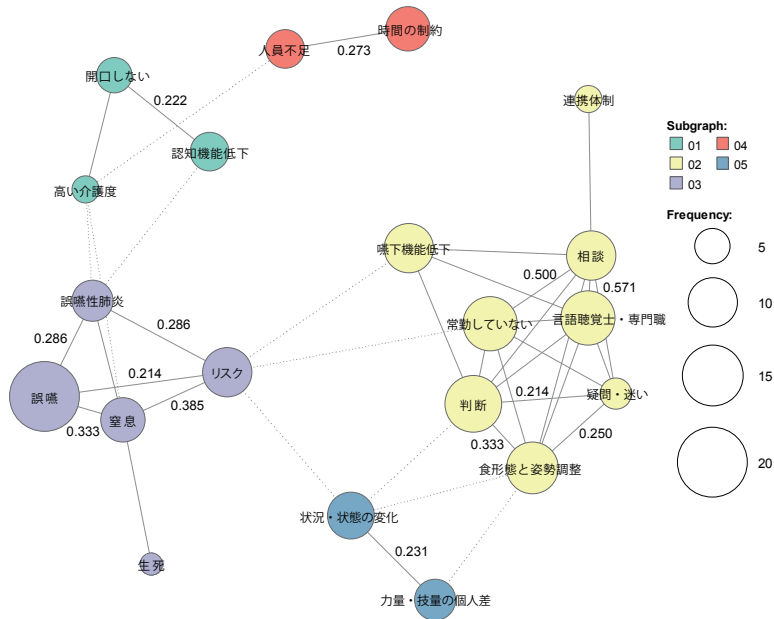 時間の制約
人員不足
0.273
開口しない
0.222
連携体制
認知機能低下
高い介護度
Subgraph:
01
04
02
05
03
Frequency:
5
10
15
20
嚥下機能低下
相談
0.500
0.571
誤嚥性肺炎
常勤していない
言語聴覚士・専門職
0.286
0.286
リスク
0.214
誤嚥
0.385
窒息
0.333
判断
0.214
疑問・迷い
0.333
0.250
食形態と姿勢調整
状況・状態の変化
0.231
生死
力量・技量の個人差